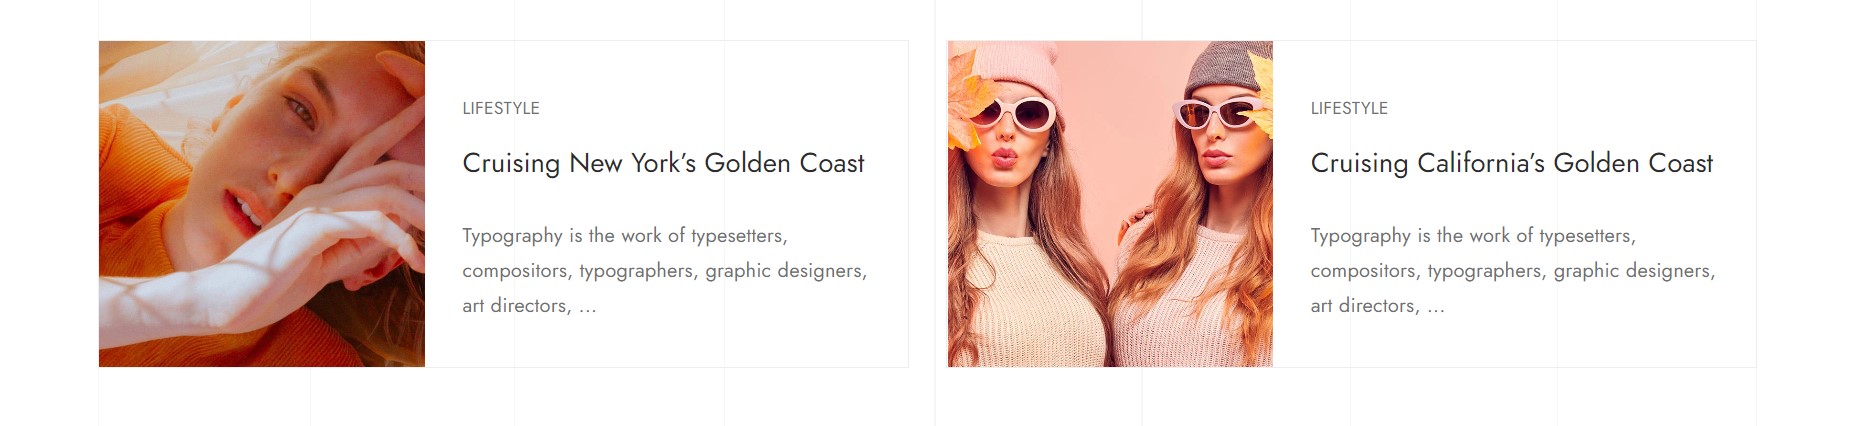 LIFESTYLE
Cruising New York’s Golden Coast
Typography is the work of typesetters,
compositors, typographers, graphic designers,
art directors, …
LIFESTYLE
Cruising California’s Golden Coast
Typography is the work of typesetters,
compositors, typographers, graphic designers,
art directors, …